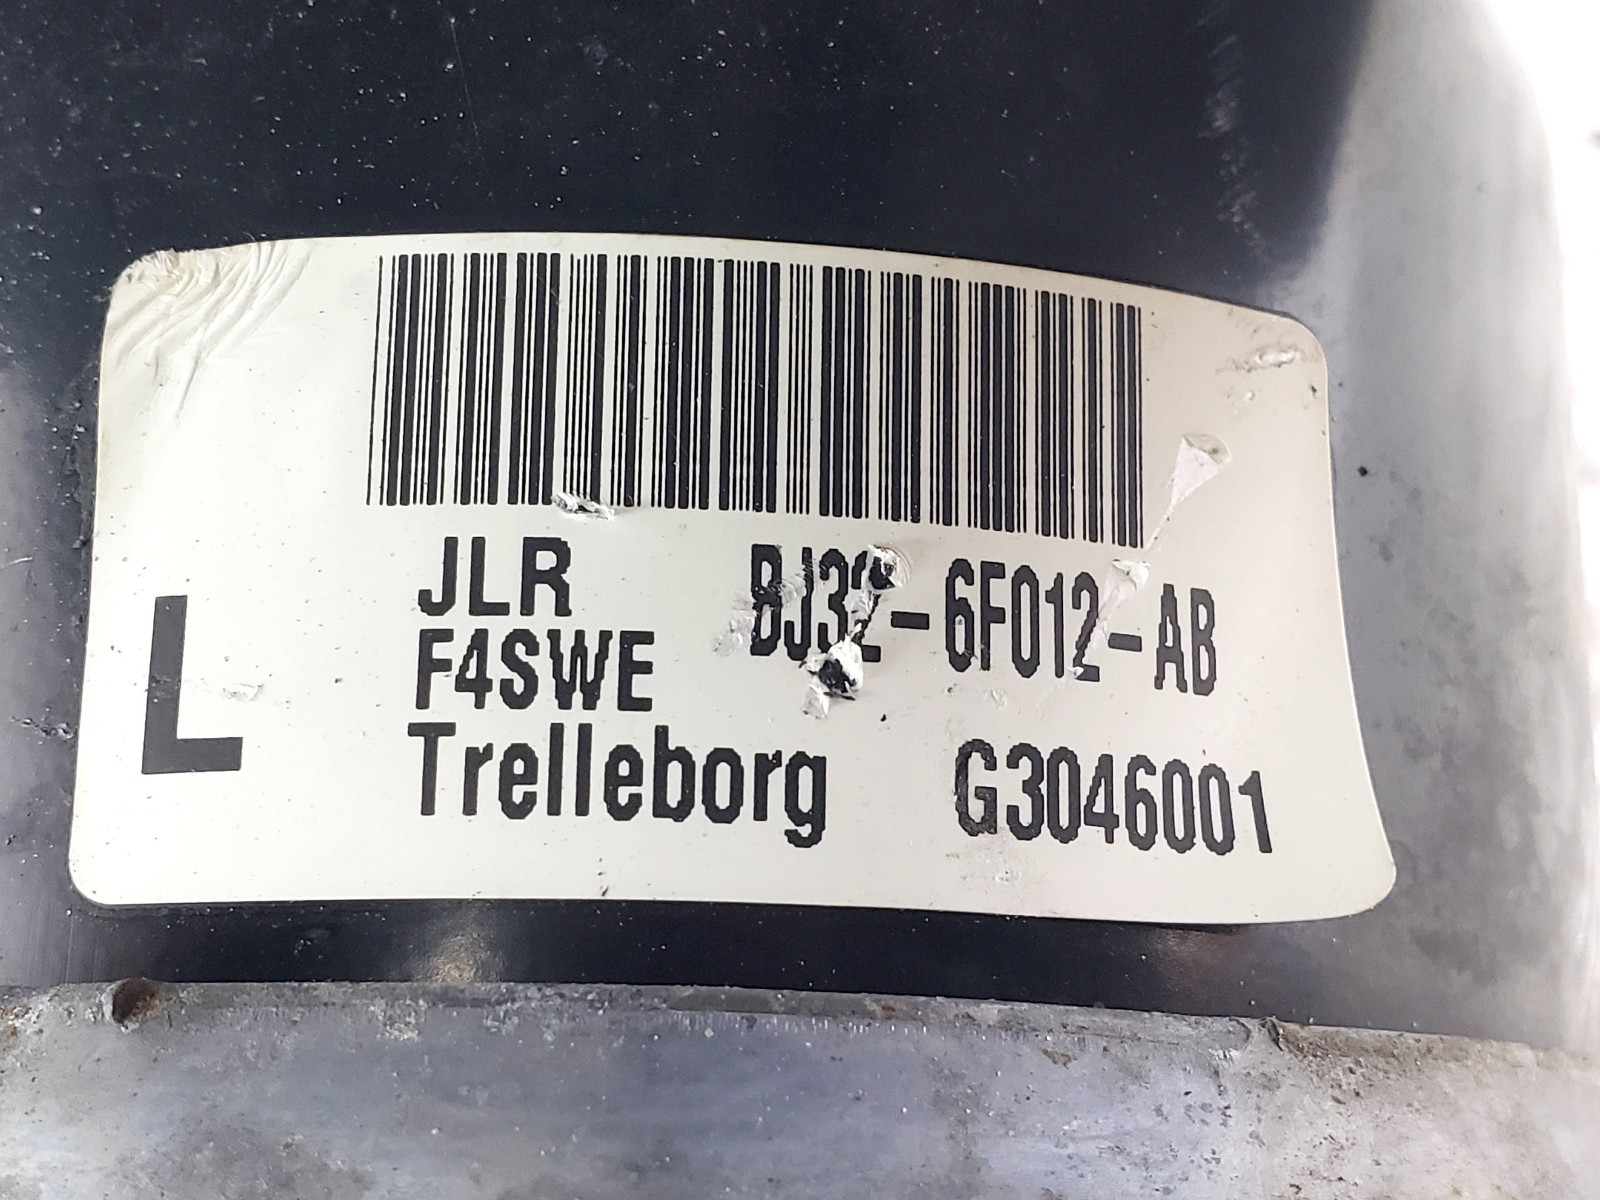 L
JLR BJ32-6F012-AB
F4SWE
Trelleborg G3046001